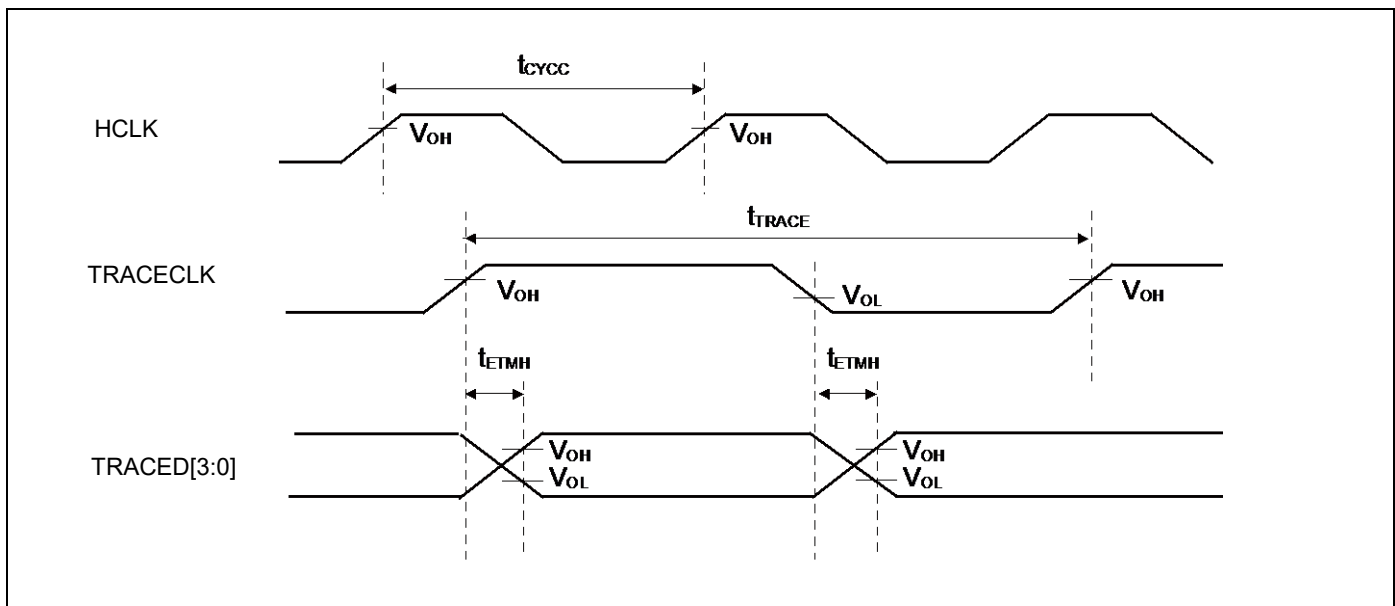 tCYCC
HCLK
VOH
VOH
tTRACE
TRACECLK
VOH
VOL
VOH
tETMH
tETMH
TRACED[3:0]
VOH
VOH
VOL
VOL